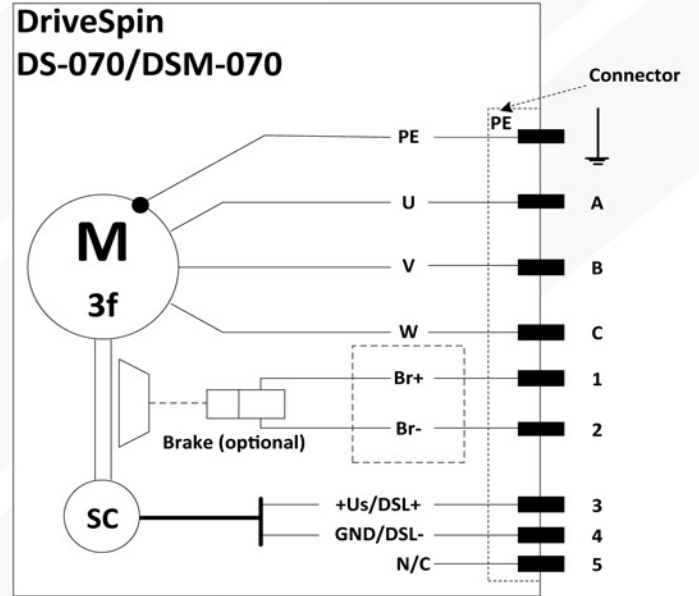 DriveSpin
DS-070/DSM-070
Connector
PE
PE
U
A
M
3f
V
B
W
C
Br+
1
Br-
2
Brake (optional)
+Us/DSL+
3
SC
GND/DSL-
4
N/C
5